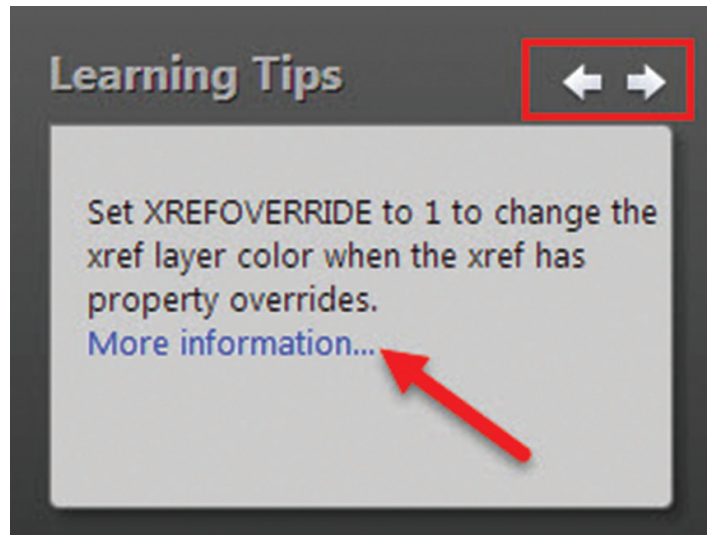 Learning Tips
Set XREFOVERRIDE to 1 to change the
xref layer color when the xref has
property overrides.
More information...